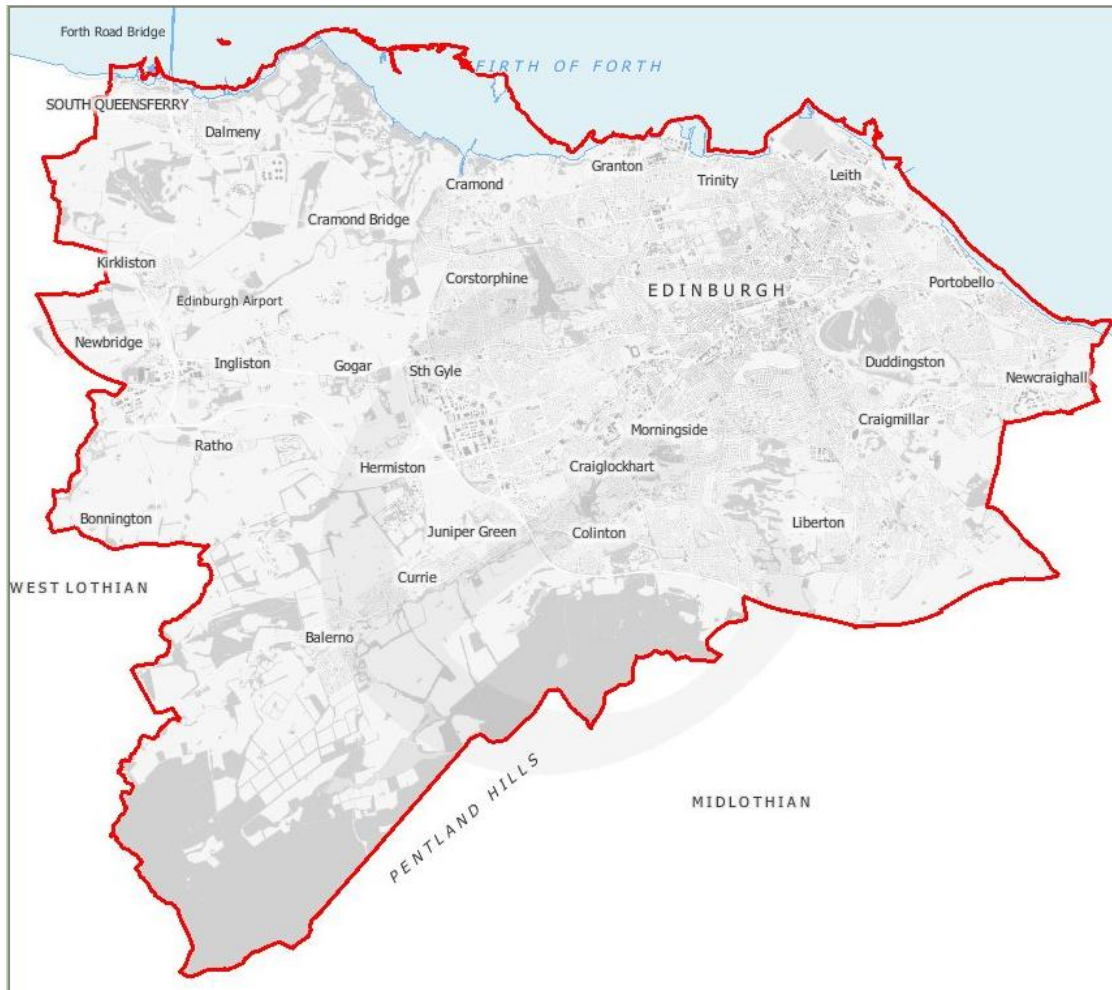 Forth Road Bridge
FIRTH OF FORTH
SOUTH QUEENSFERRY
Dalmeny
Granton
Trinity
Leith
Cramond
Cramond Bridge
Kirkliston
Corstorphine
EDINBURGH
Portobello
Edinburgh Airport
Newbridge
Ingliston
Gogar
Sth Gyle
Duddingston
Newcraighall
Craigmillar
Ratho
Morningside
Hermiston
Craiglockhart
Bonnington
Juniper Green
Colinton
Liberton
Currie
WEST LOTHIAN
Balerno
PENTLAND HILLS
MIDLOTHIAN